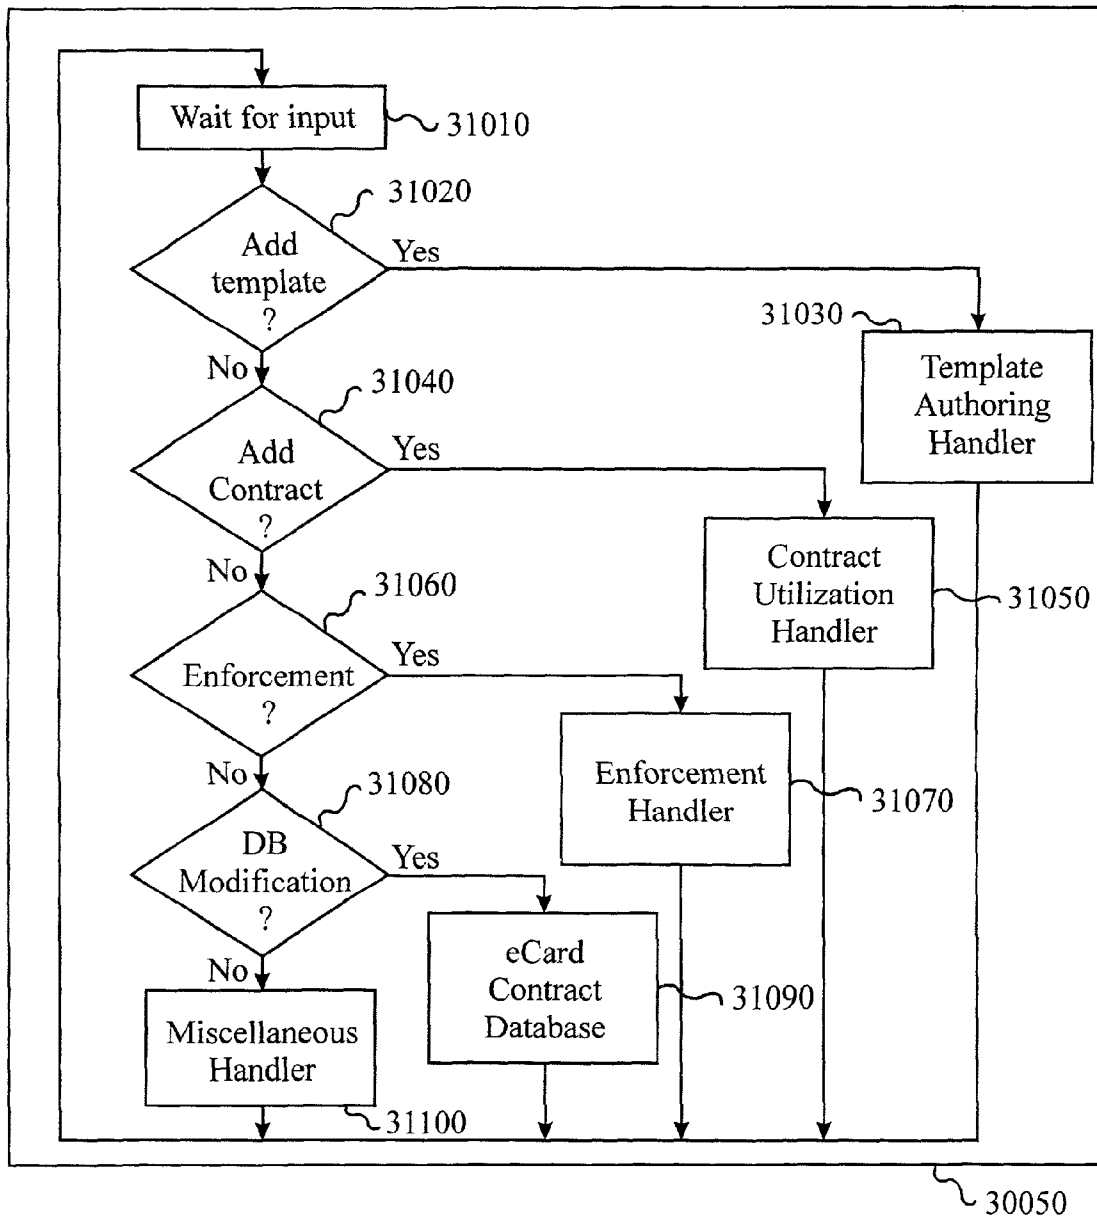 Wait for input
31010
31020
Add
template
?
Yes
No
31030
Template
Authoring
Handler
31040
Add
Contract
?
Yes
No
Contract
Utilization
Handler
31050
31060
Enforcement
?
Yes
No
Enforcement
Handler
31070
31080
DB
Modification
?
Yes
No
eCard
Contract
Database
31090
Miscellaneous
Handler
31100
30050